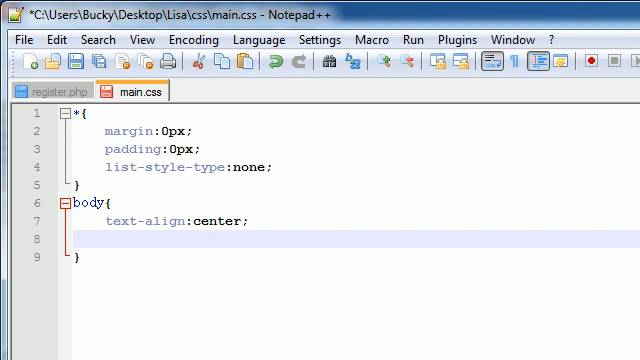 *C:\Users\Bucky\Desktop\Lisa\css\main.css - Notepad++
File Edit Search View Encoding Language Settings Macro Run Plugins Window ?
register.php main.css
1 *{
2 margin:0px;
3 padding:0px;
4 list-style-type:none;
5 }
6 body{
7 text-align:center;
8
9 }